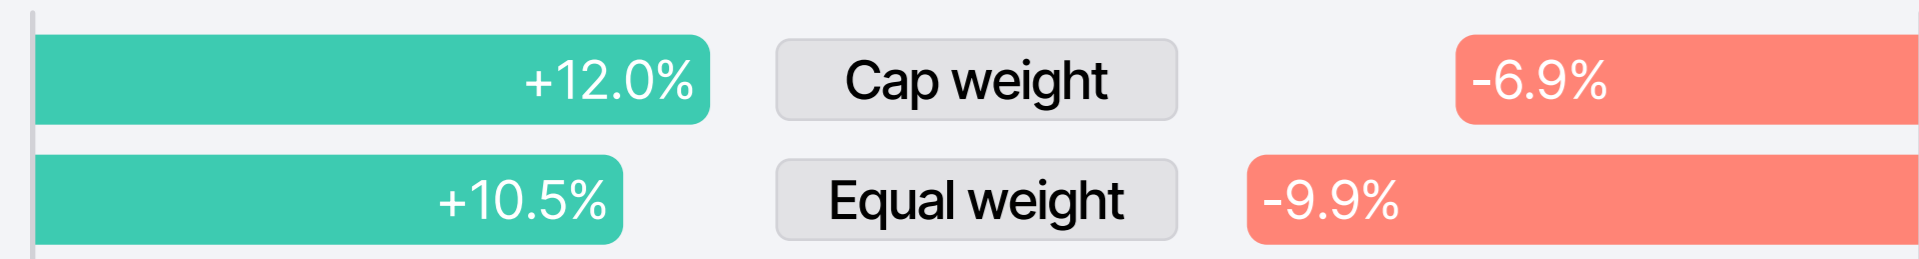 +12.0% Cap weight -6.9%
+10.5% Equal weight -9.9%